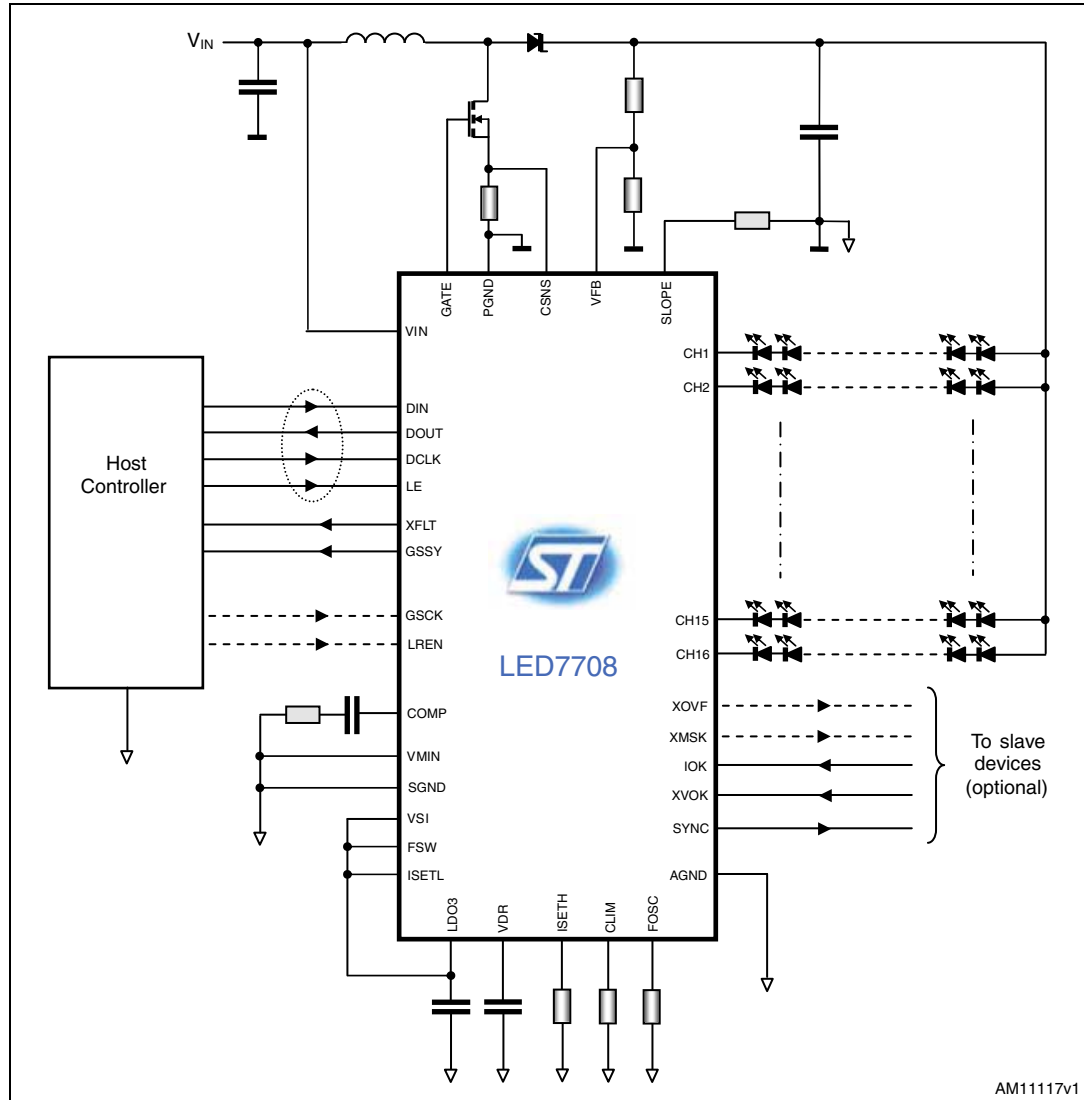 VIN
GATE
PGND
CSNS
VFB
SLOPE
VIN
CH1
CH2
Host
Controller
DIN
DOUT
DCLK
LE
XFLT
GSSY
GSCK
LREN
ST
LED7708
CH15
CH16
COMP
VMIN
SGND
VSI
FSW
ISETL
XOVF
XMSK
IOK
XVOK
SYNC
AGND
To slave
devices
(optional)
LDO3
VDR
ISETH
CLIM
FOSC
AM11117v1